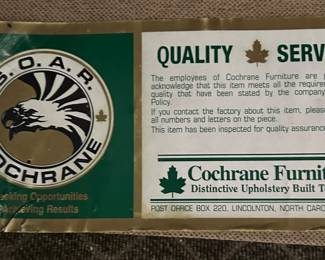 S.O.A.R.
COCHRANE
Seeking Opportunities
Achieving Results
QUALITY SERV
The employees of Cochrane Furniture are p
acknowledge that this item meets all the require
quality that have been stated by the company
Policy.
If you contact the factory about this item, please
all numbers and letters on the piece.
This item has been inspected for quality assurance
Cochrane Furnit
Distinctive Upholstery Built T
POST OFFICE BOX 220, LINCOLNTON, NORTH CAROL